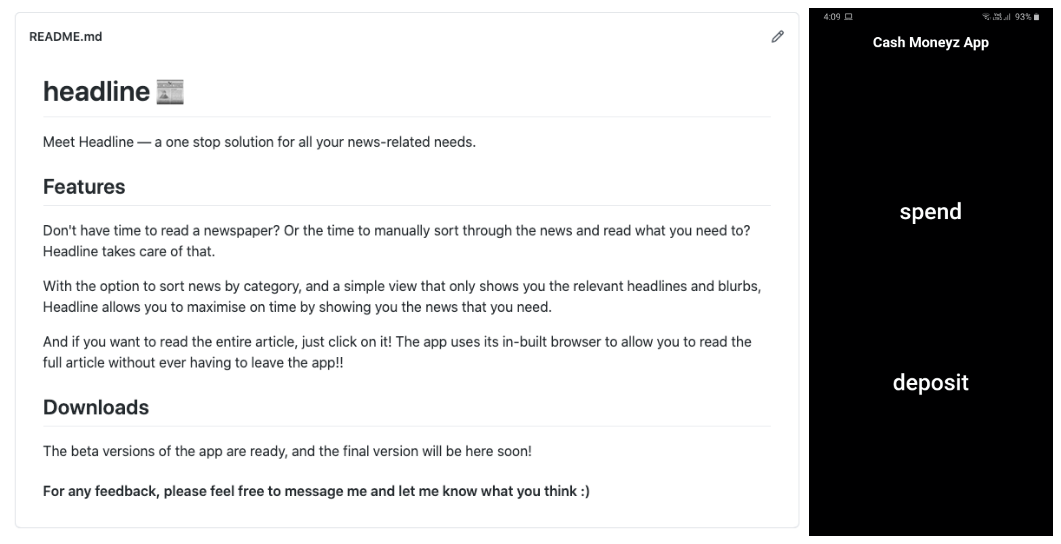 README.md
headline
Meet Headline — a one stop solution for all your news-related needs.
Features
Don't have time to read a newspaper? Or the time to manually sort through the news and read what you need to?
Headline takes care of that.
With the option to sort news by category, and a simple view that only shows you the relevant headlines and blurbs,
Headline allows you to maximise on time by showing you the news that you need.
And if you want to read the entire article, just click on it! The app uses its in-built browser to allow you to read the
full article without ever having to leave the app!!
Downloads
The beta versions of the app are ready, and the final version will be here soon!
For any feedback, please feel free to message me and let me know what you think :)
4:09
93%
Cash Moneyz App
spend
deposit